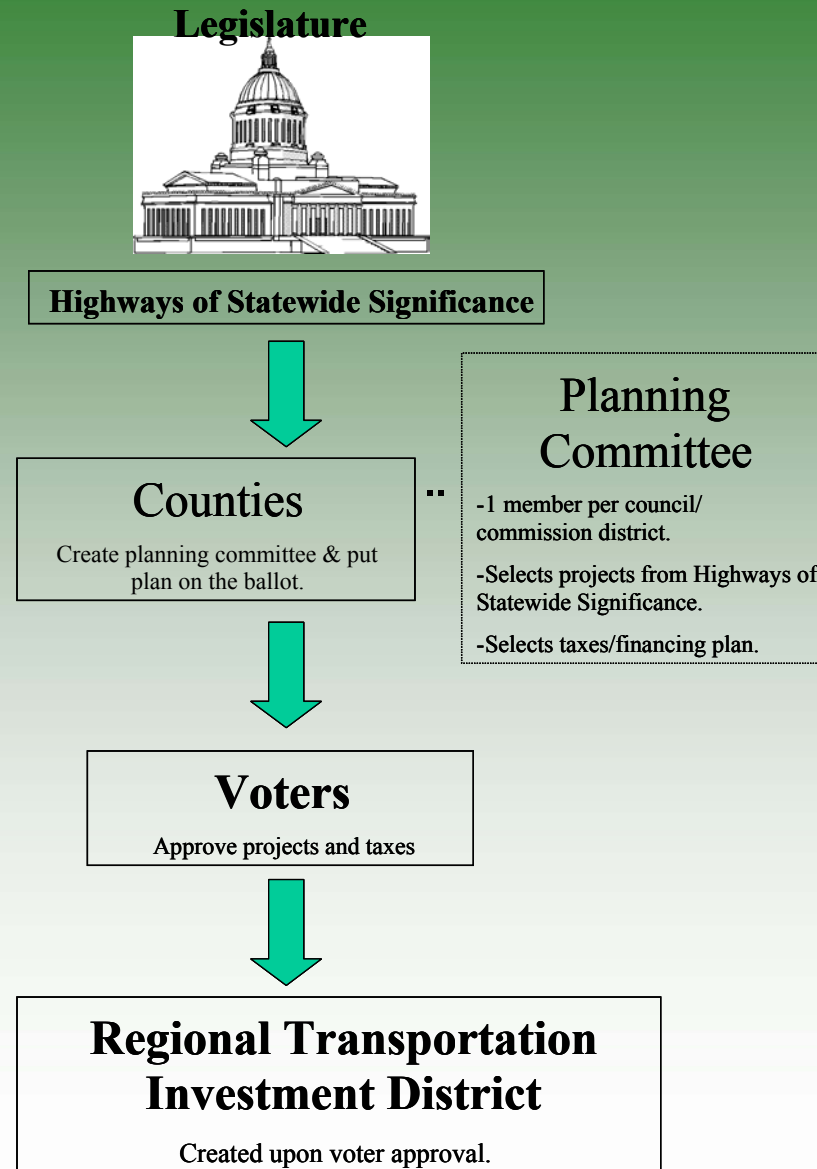 Legislature
Highways of Statewide Significance
Counties
Create planning committee & put
plan on the ballot.
Planning
Committee
-1 member per council/
commission district.
-Selects projects from Highways of
Statewide Significance.
-Selects taxes/financing plan.
Voters
Approve projects and taxes
Regional Transportation
Investment District
Created upon voter approval.